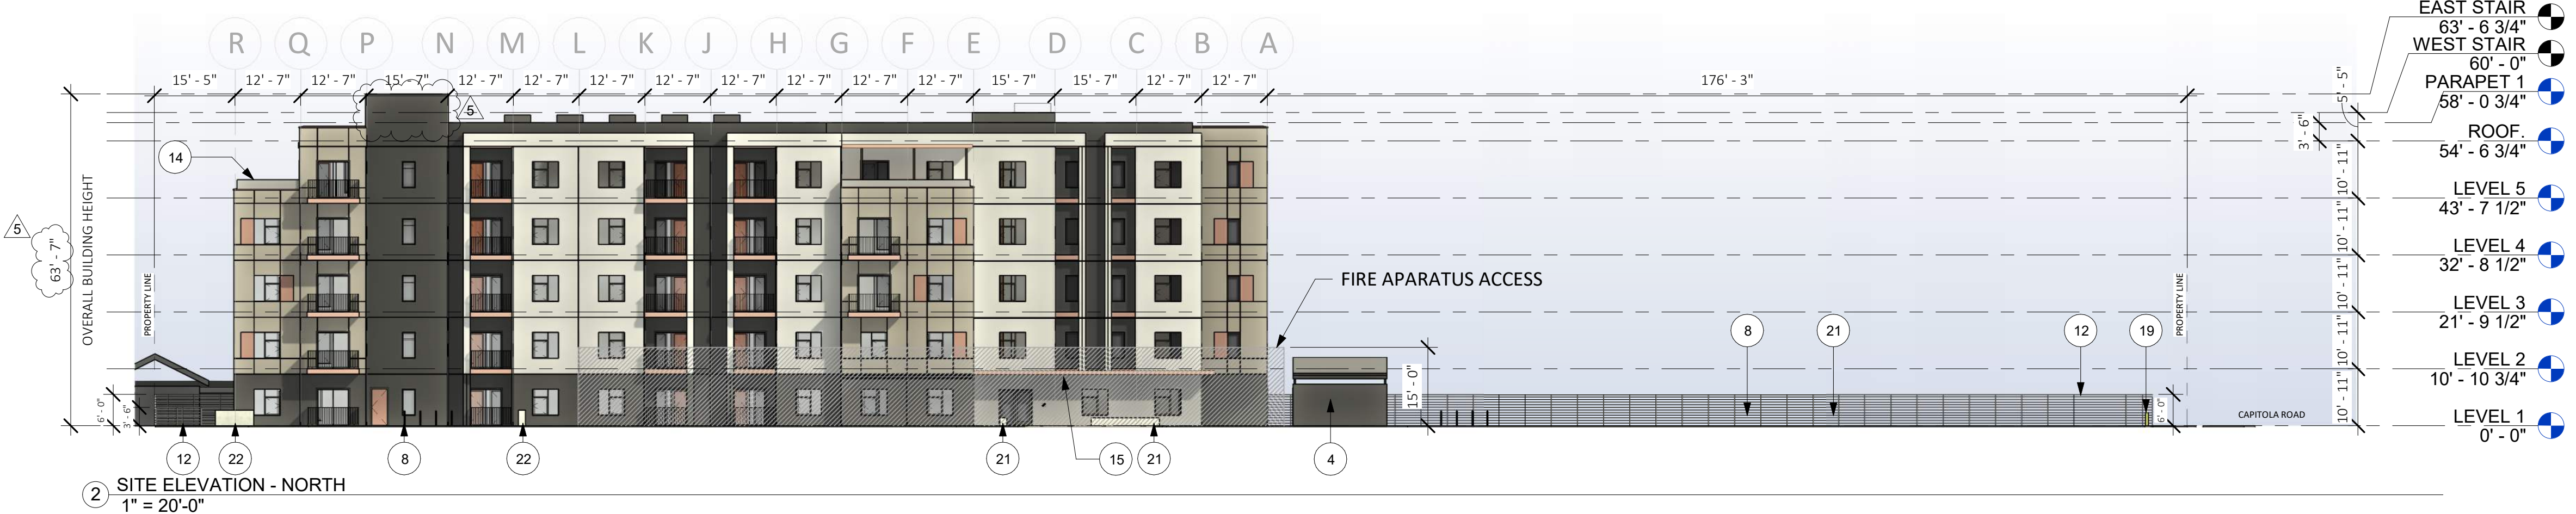 EAST STAIR
63' - 6 3/4"
WEST STAIR
60' - 0"
PARAPET 1
58' - 0 3/4"
ROOF.
54' - 6 3/4"
LEVEL 5
43' - 7 1/2"
LEVEL 4
32' - 8 1/2"
LEVEL 3
21' - 9 1/2"
LEVEL 2
10' - 10 3/4"
LEVEL 1
0' - 0"
R Q P N M L K J H G F E D C B A
15' - 5" 12' - 7" 12' - 7" 15' - 7" 12' - 7" 12' - 7" 12' - 7" 12' - 7" 12' - 7" 12' - 7" 12' - 7" 12' - 7" 15' - 7" 15' - 7" 12' - 7" 12' - 7" 176' - 3"
5
5' - 5"
3' - 6"
10' - 11"
10' - 11"
10' - 11"
10' - 11"
10' - 11"
14
5
63' - 7"
OVERALL BUILDING HEIGHT
PROPERTY LINE
FIRE APARATUS ACCESS
PROPERTY LINE
8 21 12 19
6' - 0"
3' - 6"
15' - 0"
6' - 0"
CAPITOLA ROAD
12 22 8 22 21 15 21 4
2 SITE ELEVATION - NORTH
1" = 20'-0"